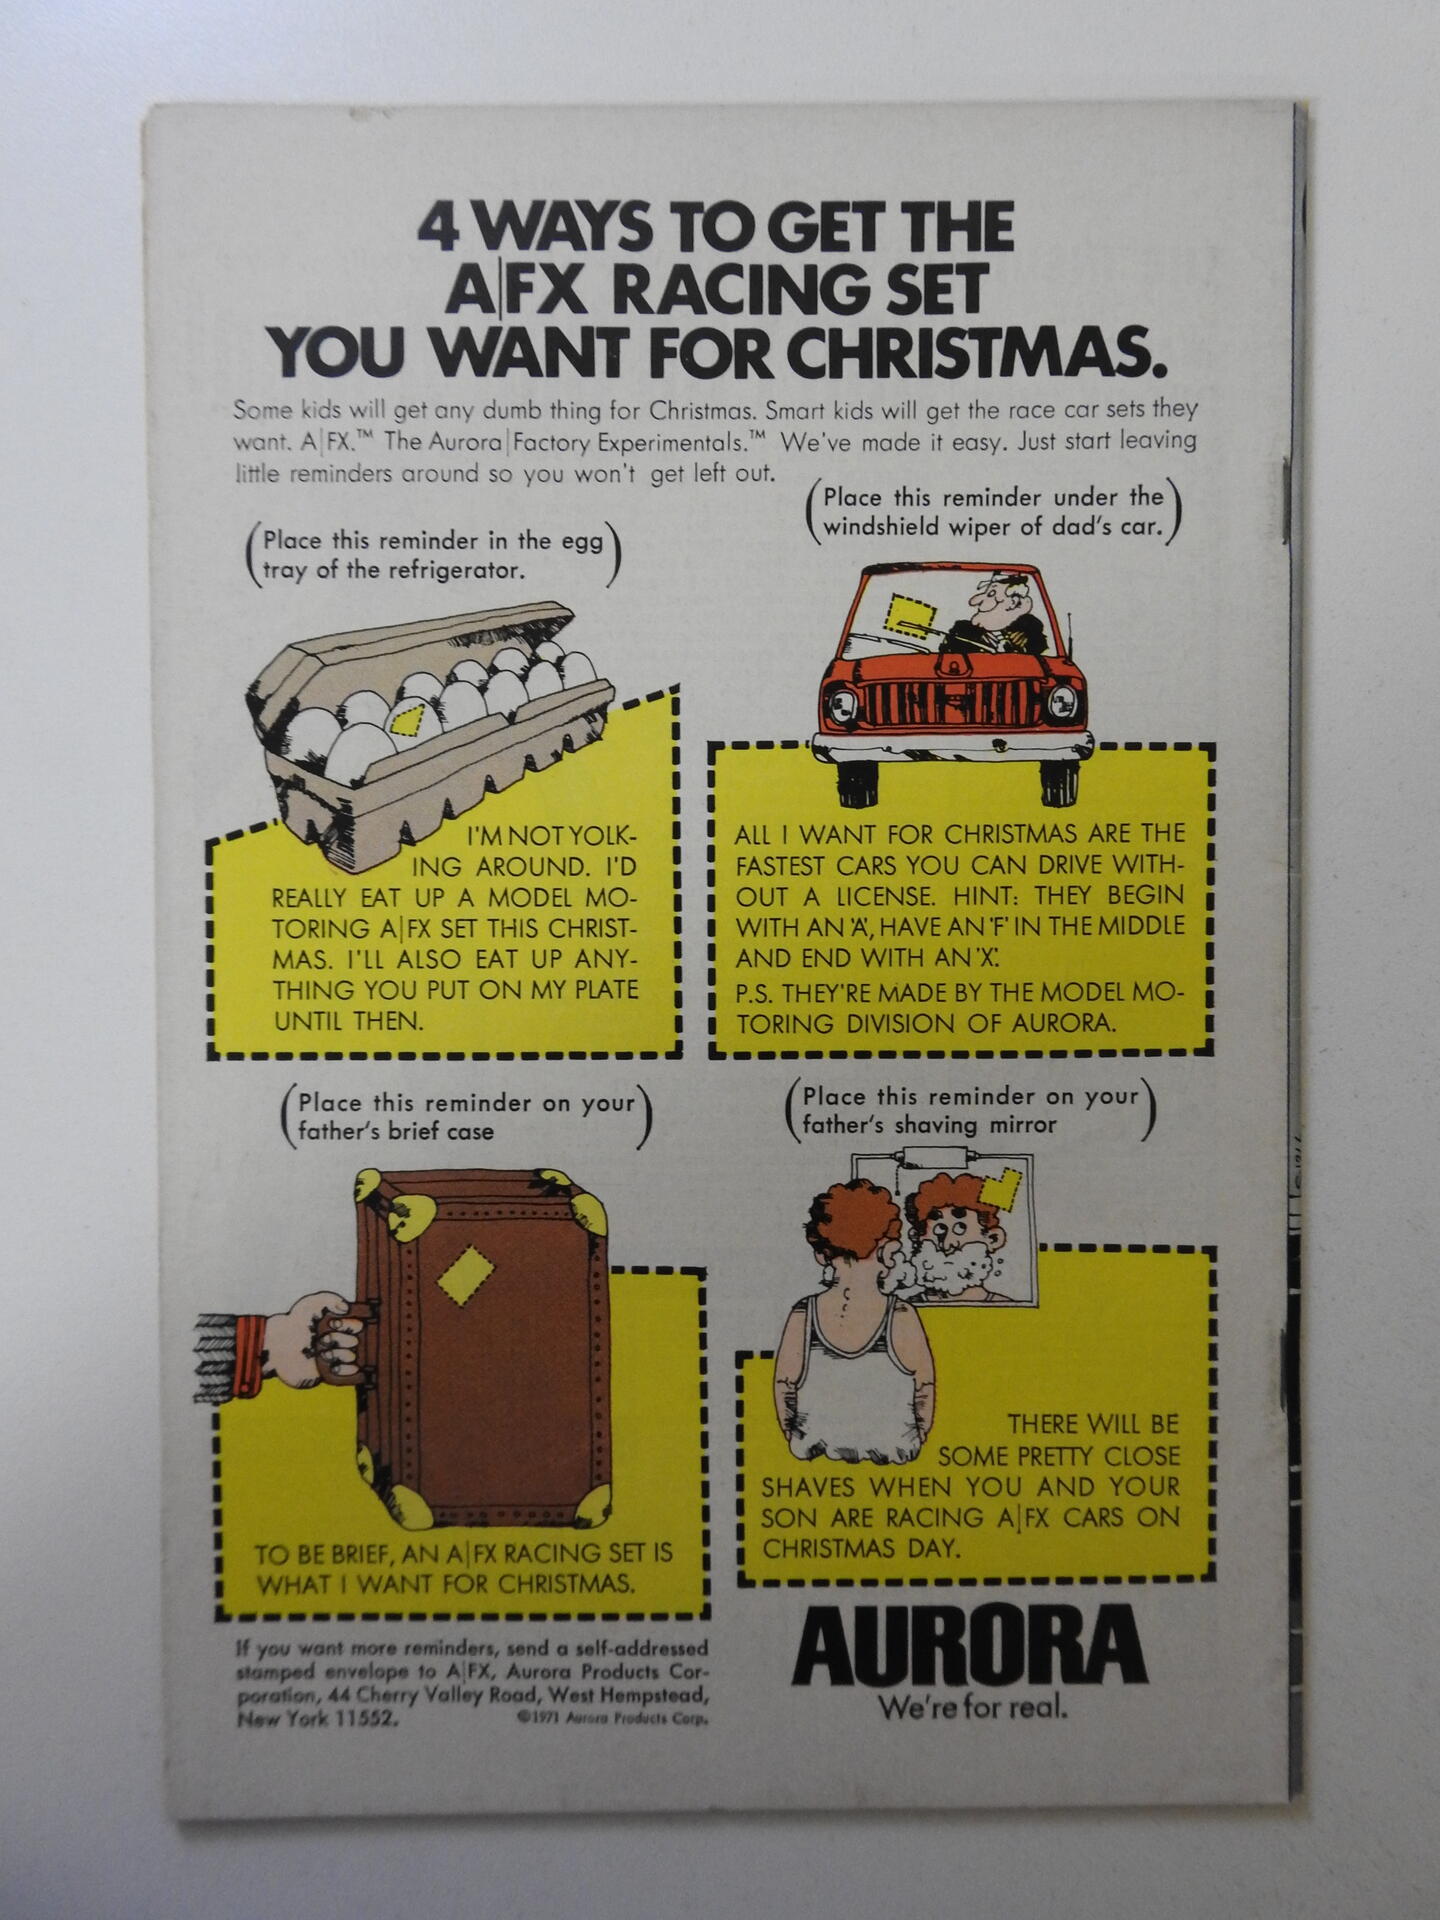 4 WAYS TO GET THE
A|FX RACING SET
YOU WANT FOR CHRISTMAS.
Some kids will get any dumb thing for Christmas. Smart kids will get the race car sets they
want. A|FX.™ The Aurora|Factory Experimentals.™ We've made it easy. Just start leaving
little reminders around so you won't get left out.
(Place this reminder in the egg
tray of the refrigerator.)
I'M NOT YOLK-
ING AROUND. I'D
REALLY EAT UP A MODEL MO-
TORING A|FX SET THIS CHRIST-
MAS. I'LL ALSO EAT UP ANY-
THING YOU PUT ON MY PLATE
UNTIL THEN.
(Place this reminder under the
windshield wiper of dad's car.)
ALL I WANT FOR CHRISTMAS ARE THE
FASTEST CARS YOU CAN DRIVE WITH-
OUT A LICENSE. HINT: THEY BEGIN
WITH AN 'A', HAVE AN 'F' IN THE MIDDLE
AND END WITH AN 'X'.
P.S. THEY'RE MADE BY THE MODEL MO-
TORING DIVISION OF AURORA.
(Place this reminder on your
father's brief case)
TO BE BRIEF, AN A|FX RACING SET IS
WHAT I WANT FOR CHRISTMAS.
(Place this reminder on your
father's shaving mirror)
THERE WILL BE
SOME PRETTY CLOSE
SHAVES WHEN YOU AND YOUR
SON ARE RACING A|FX CARS ON
CHRISTMAS DAY.
If you want more reminders, send a self-addressed
stamped envelope to A|FX, Aurora Products Cor-
poration, 44 Cherry Valley Road, West Hempstead,
New York 11552. ©1971 Aurora Products Corp.
AURORA
We're for real.